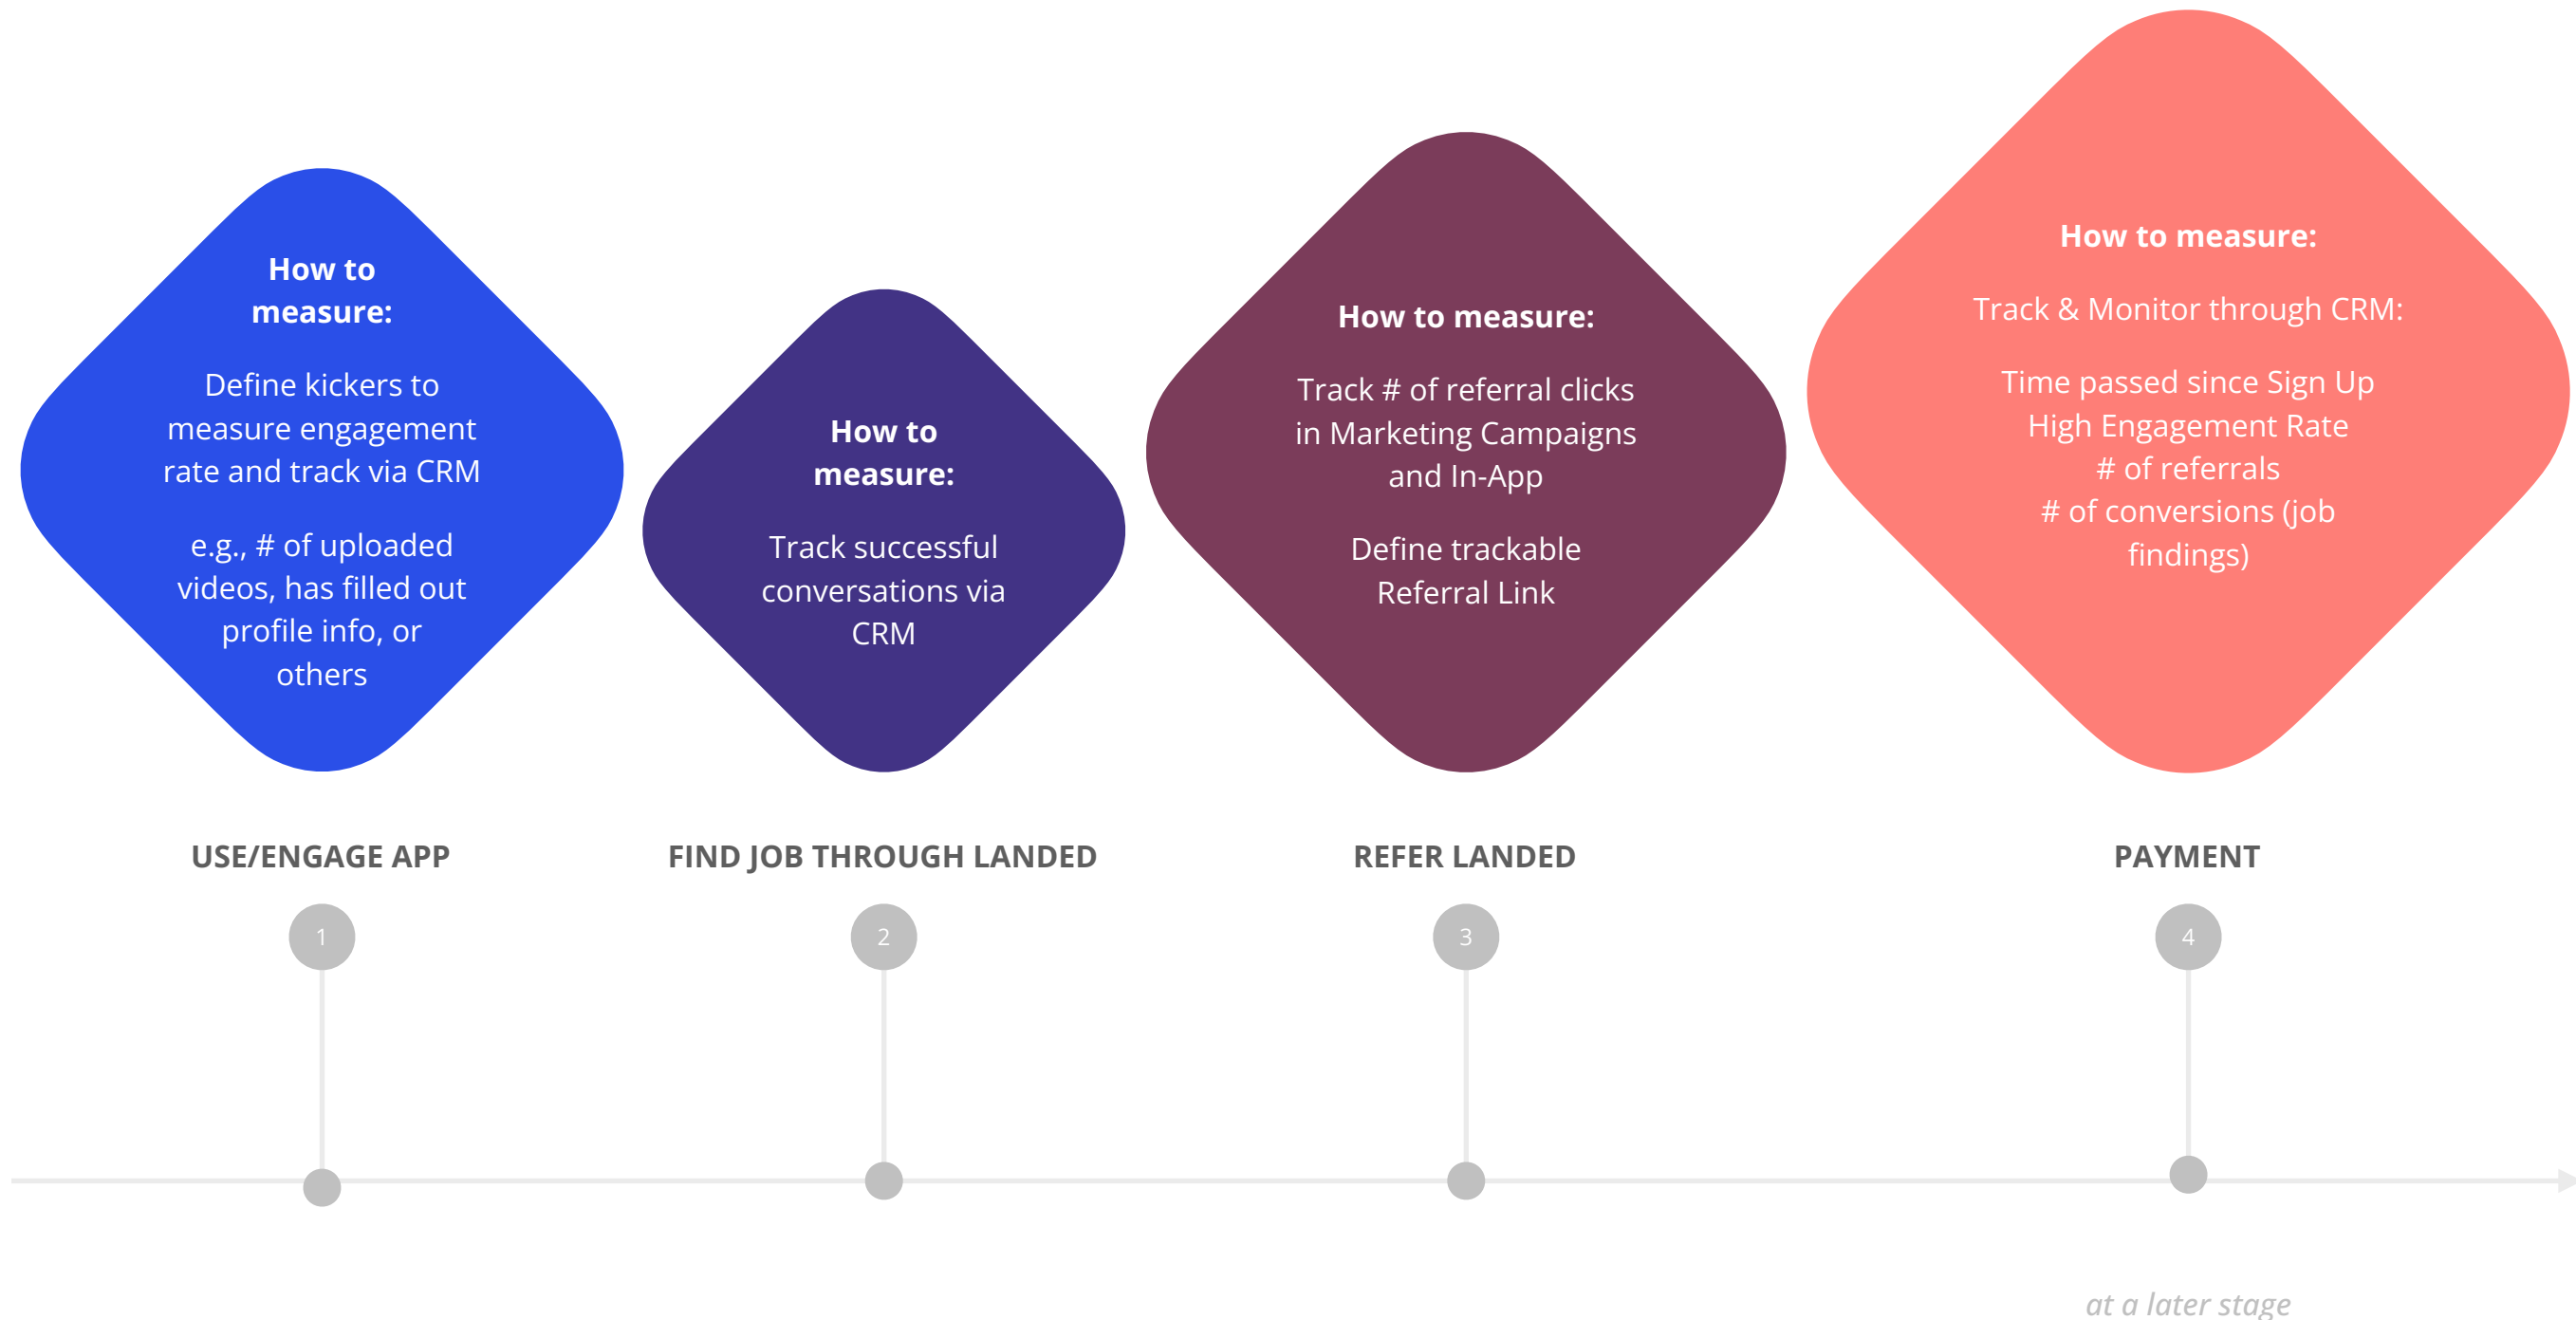 How to
measure:
Define kickers to
measure engagement
rate and track via CRM
e.g., # of uploaded
videos, has filled out
profile info, or
others
How to
measure:
Track successful
conversations via
CRM
How to measure:
Track # of referral clicks
in Marketing Campaigns
and In-App
Define trackable
Referral Link
How to measure:
Track & Monitor through CRM:
Time passed since Sign Up
High Engagement Rate
# of referrals
# of conversions (job
findings)
USE/ENGAGE APP
FIND JOB THROUGH LANDED
REFER LANDED
PAYMENT
1
2
3
4
at a later stage